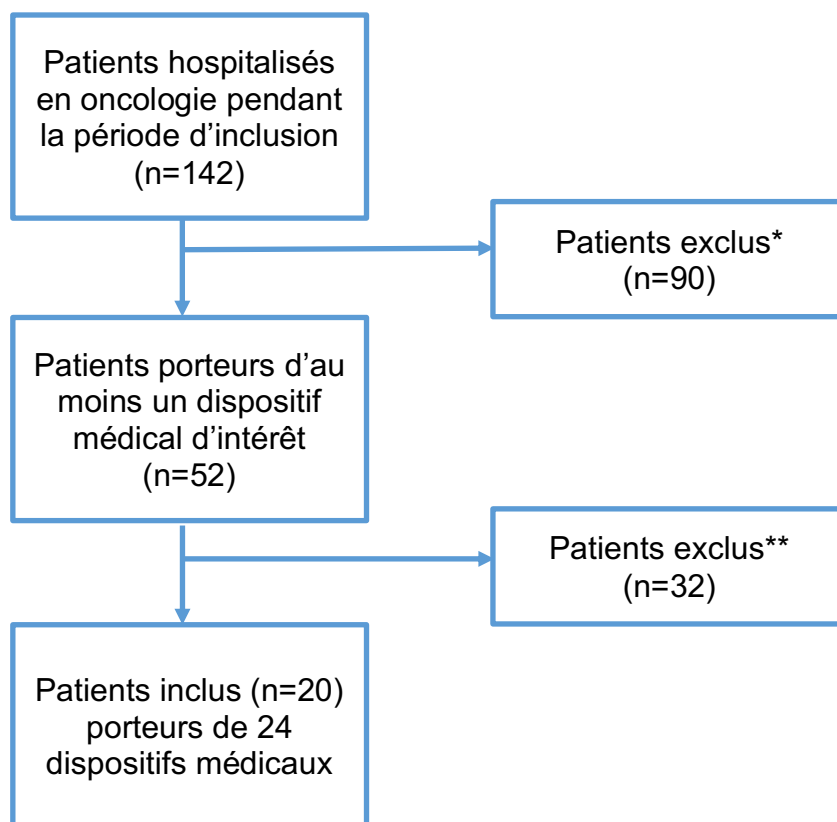 Patients hospitalisés
en oncologie pendant
la période d’inclusion
(n=142)
Patients exclus*
(n=90)
Patients porteurs d’au
moins un dispositif
médical d’intérêt
(n=52)
Patients exclus**
(n=32)
Patients inclus (n=20)
porteurs de 24
dispositifs médicaux